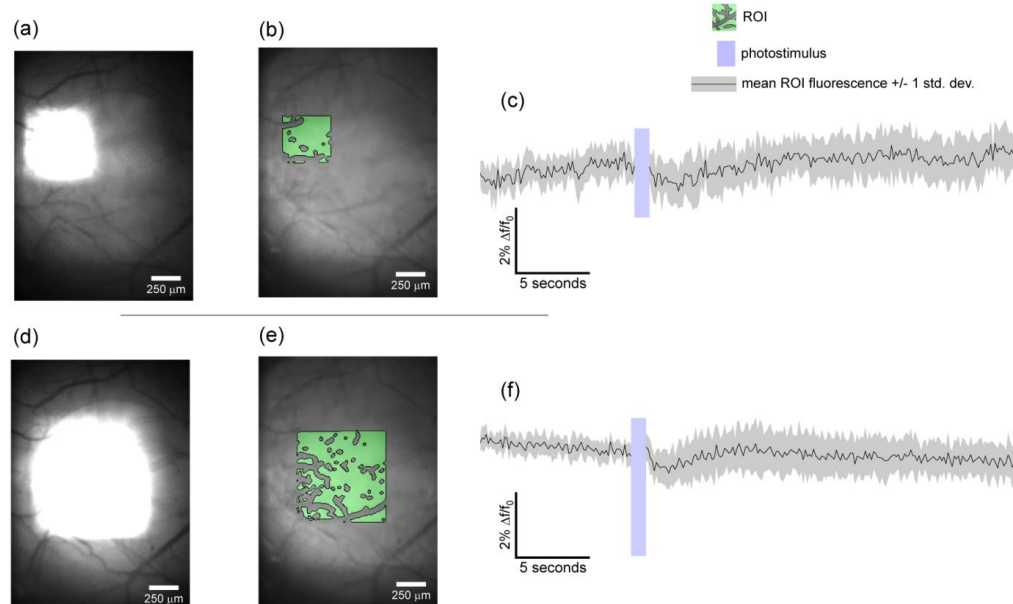 (a)
(b)
ROI
photostimulus
mean ROI fluorescence +/- 1 std. dev.
(c)
2% Δf/f₀
5 seconds
250 μm
250 μm
(d)
(e)
(f)
2% Δf/f₀
5 seconds
250 μm
250 μm